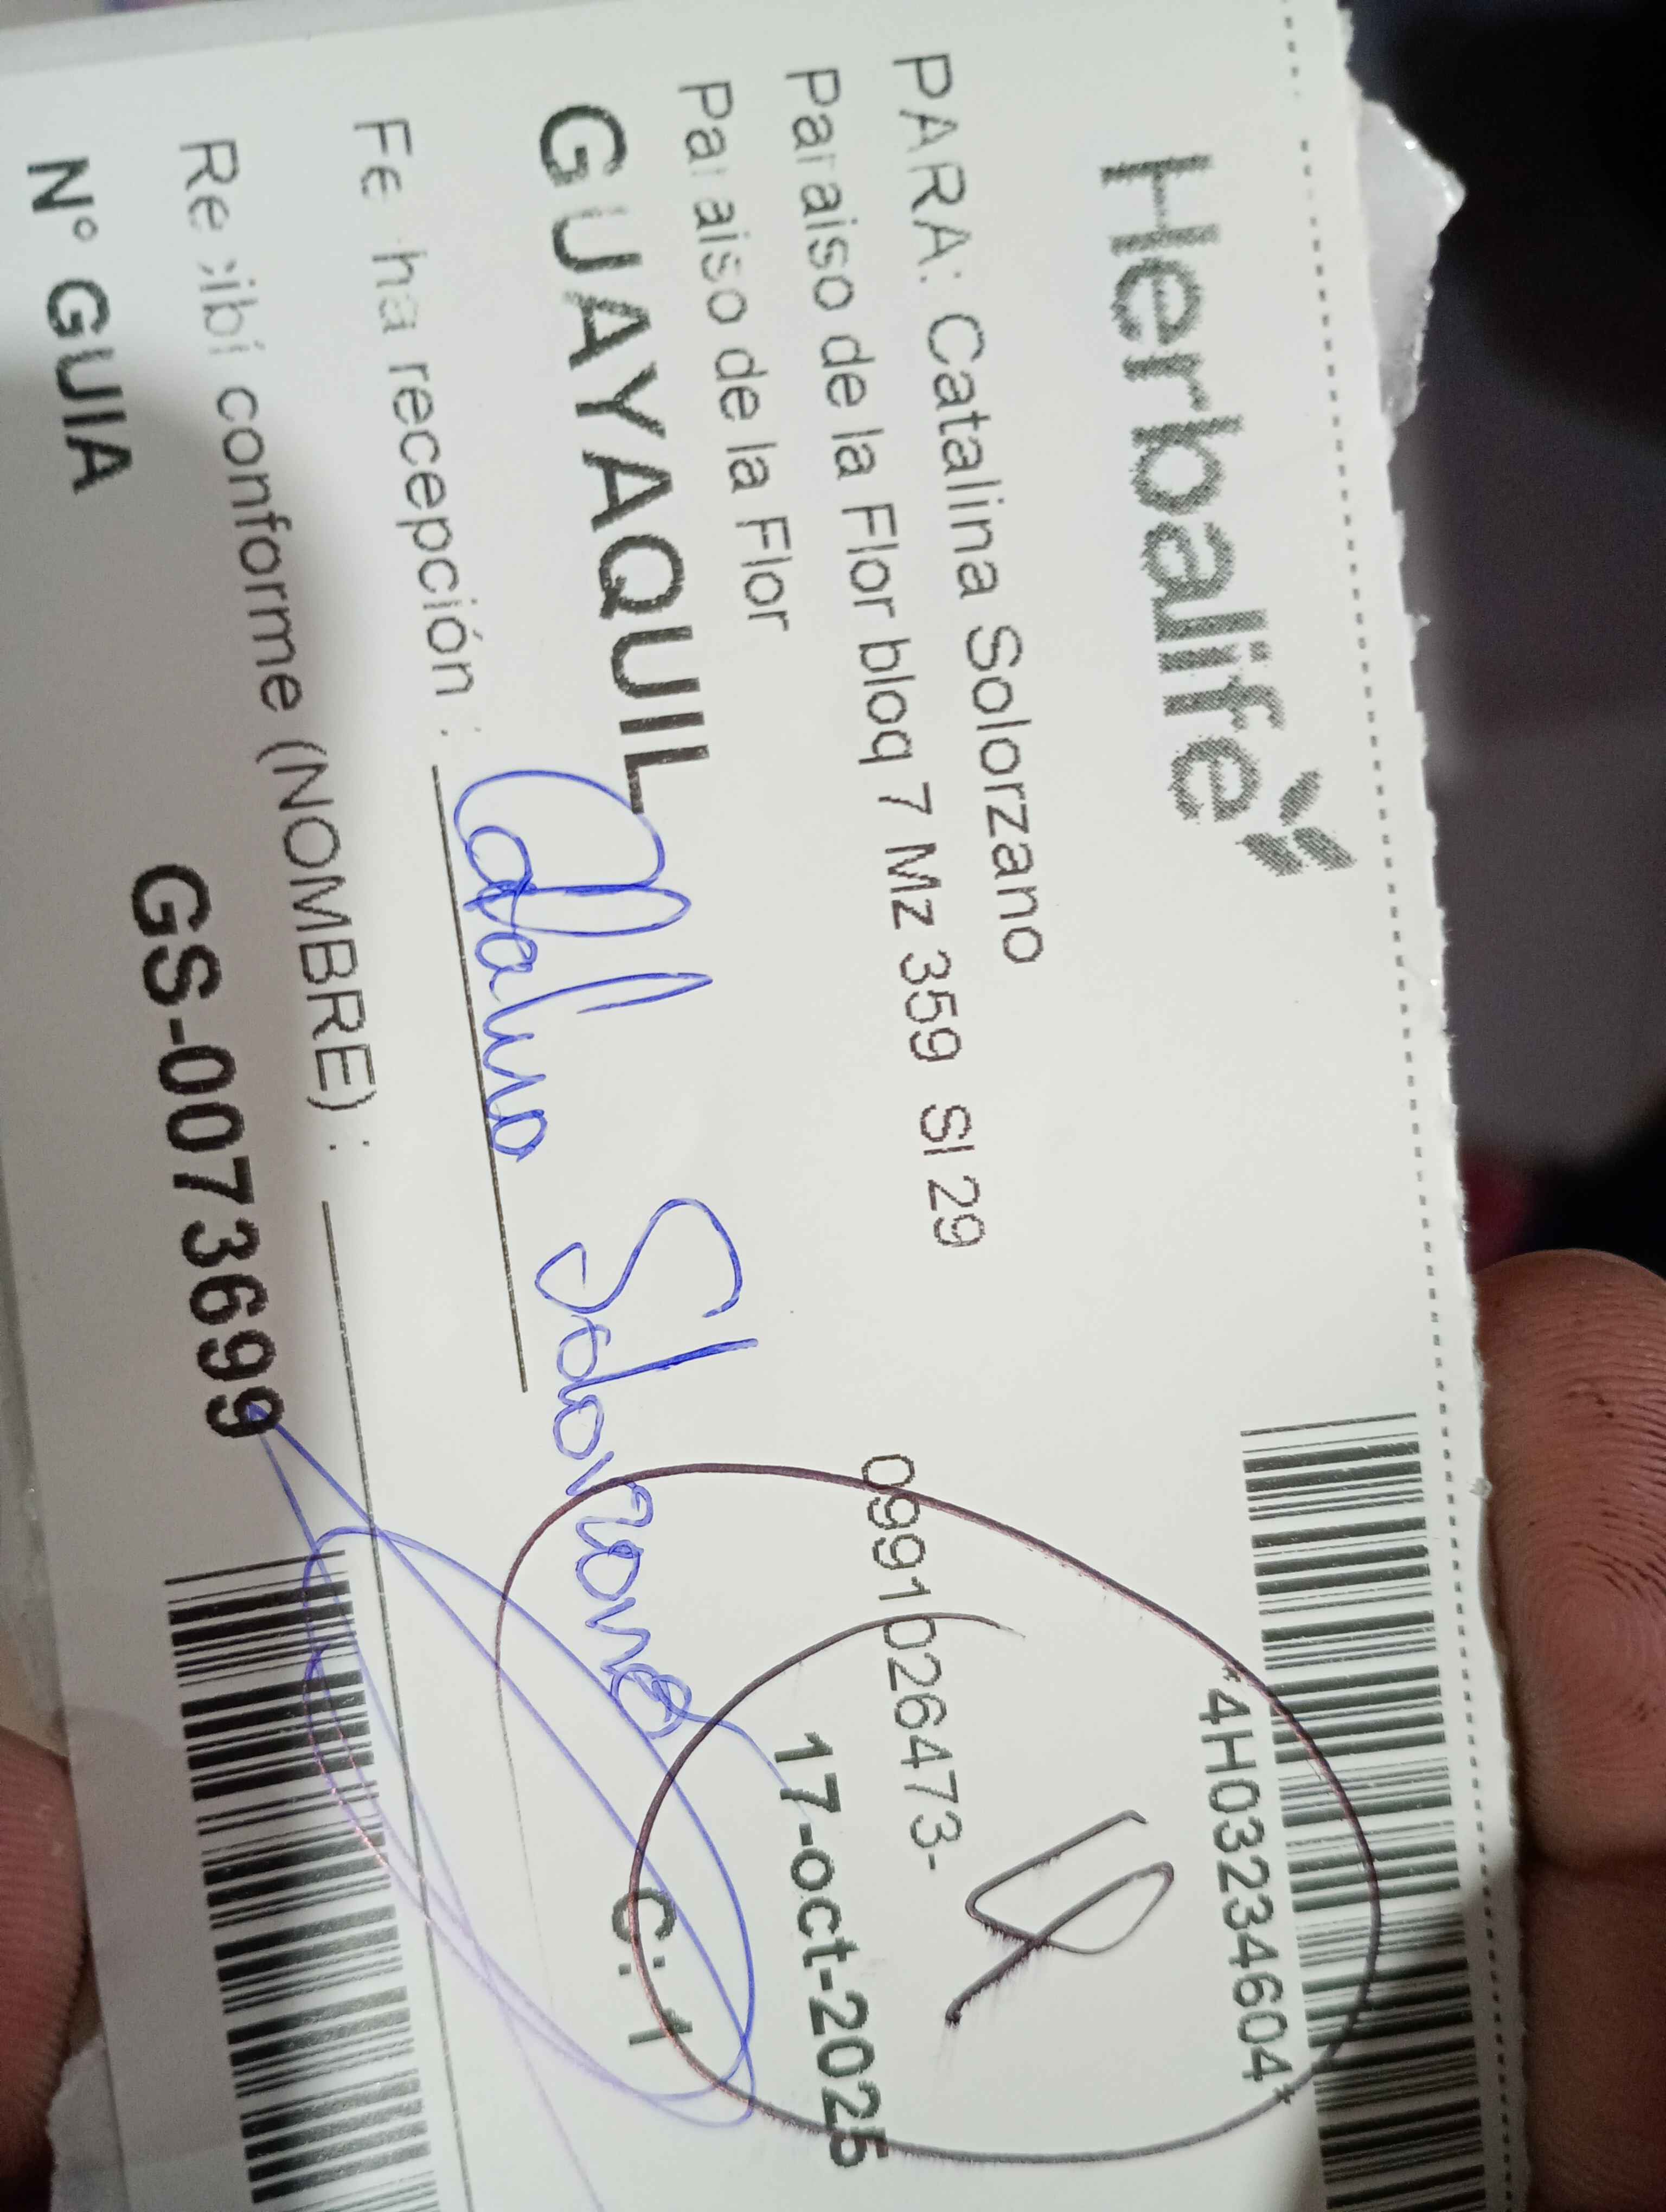 Herbalife
*4H03234604*
PARA: Catalina Solorzano
Paraiso de la Flor bloq 7 Mz 359 Sl 29
0991026473-
Paraiso de la Flor
17-oct-2025
GUAYAQUIL
C: 1
Fecha recepción :
Catalina Solorzano
Recibí conforme (NOMBRE) :
N° GUIA
GS-0073699